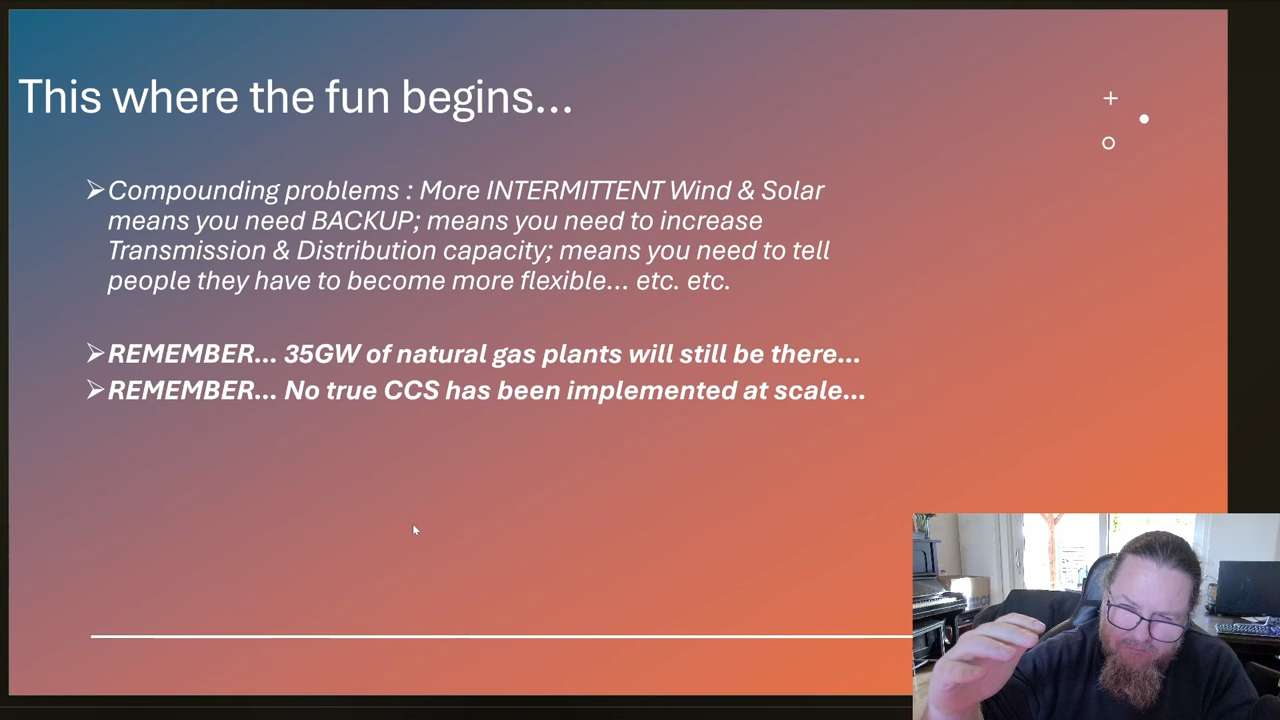 This where the fun begins...
Compounding problems : More INTERMITTENT Wind & Solar
means you need BACKUP; means you need to increase
Transmission & Distribution capacity; means you need to tell
people they have to become more flexible... etc. etc.
REMEMBER... 35GW of natural gas plants will still be there...
REMEMBER... No true CCS has been implemented at scale...